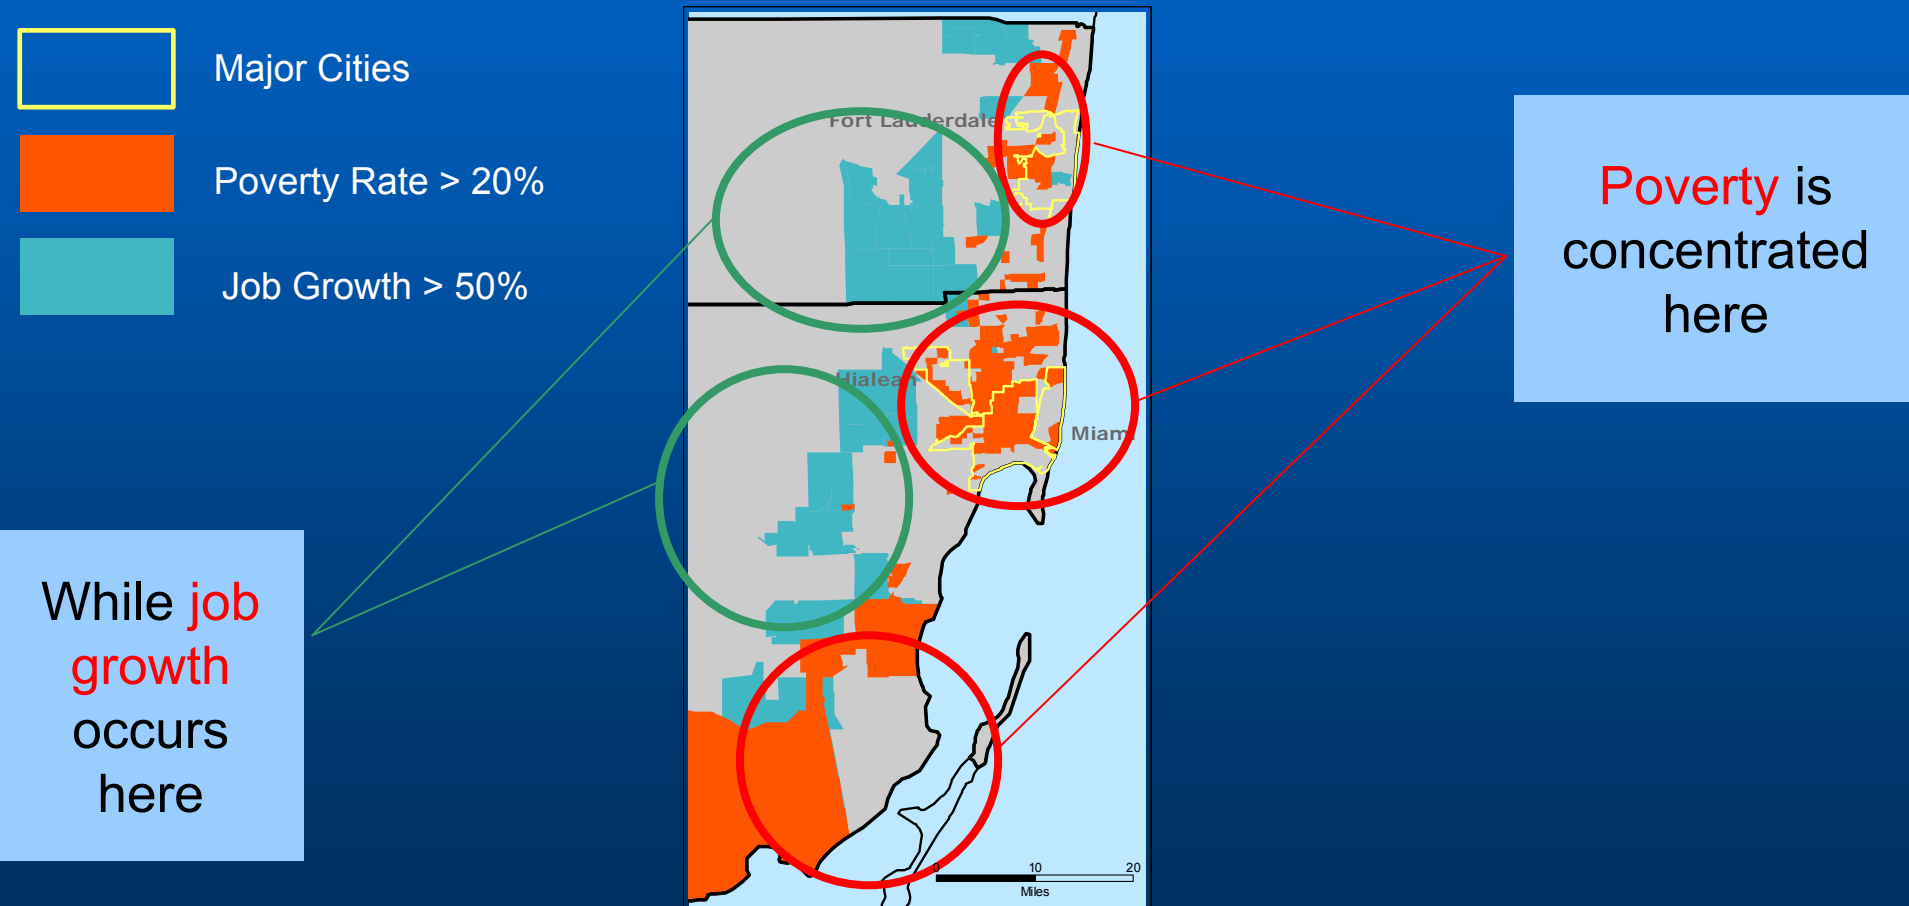 Major Cities
Poverty Rate > 20%
Job Growth > 50%
Fort Lauderdale
Hialeah
Miami
0 10 20
Miles
Poverty is
concentrated
here
While job
growth
occurs
here